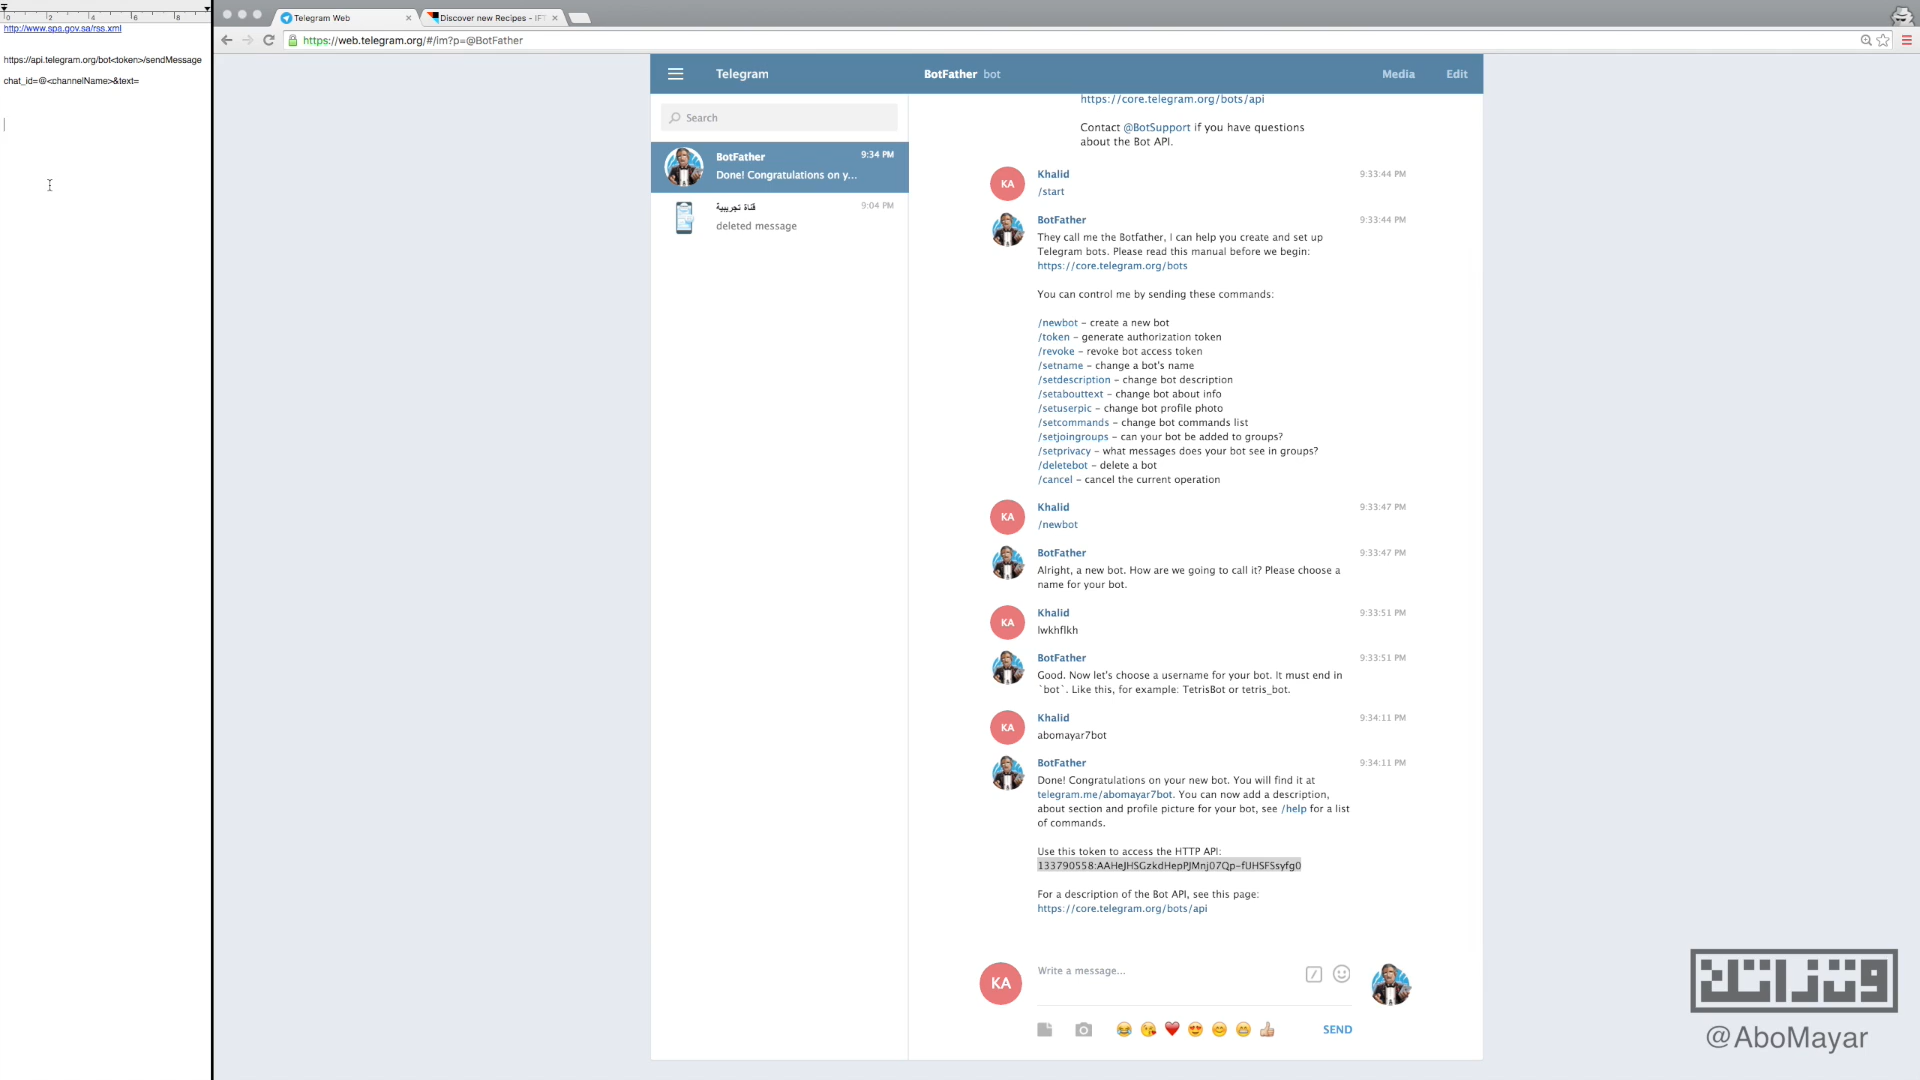 0 2 4 6 8
http://www.spa.gov.sa/rss.xml
https://api.telegram.org/bot<token>/sendMessage
chat_id=@<channelName>&text=
Telegram Web
Discover new Recipes - IFT
https://web.telegram.org/#/im?p=@BotFather
Telegram
BotFather bot
Media
Edit
Search
BotFather 9:34 PM
Done! Congratulations on y...
قناة تجريبية 9:04 PM
deleted message
https://core.telegram.org/bots/api
Contact @BotSupport if you have questions
about the Bot API.
KA
Khalid 9:33:44 PM
/start
BotFather 9:33:44 PM
They call me the Botfather, I can help you create and set up
Telegram bots. Please read this manual before we begin:
https://core.telegram.org/bots
You can control me by sending these commands:
/newbot – create a new bot
/token – generate authorization token
/revoke – revoke bot access token
/setname – change a bot's name
/setdescription – change bot description
/setabouttext – change bot about info
/setuserpic – change bot profile photo
/setcommands – change bot commands list
/setjoingroups – can your bot be added to groups?
/setprivacy – what messages does your bot see in groups?
/deletebot – delete a bot
/cancel – cancel the current operation
KA
Khalid 9:33:47 PM
/newbot
BotFather 9:33:47 PM
Alright, a new bot. How are we going to call it? Please choose a
name for your bot.
KA
Khalid 9:33:51 PM
lwkhflkh
BotFather 9:33:51 PM
Good. Now let's choose a username for your bot. It must end in
`bot`. Like this, for example: TetrisBot or tetris_bot.
KA
Khalid 9:34:11 PM
abomayar7bot
BotFather 9:34:11 PM
Done! Congratulations on your new bot. You will find it at
telegram.me/abomayar7bot. You can now add a description,
about section and profile picture for your bot, see /help for a list
of commands.
Use this token to access the HTTP API:
133790558:AAHeJHSGzkdHepPJMnj07Qp-fUHSFSsyfg0
For a description of the Bot API, see this page:
https://core.telegram.org/bots/api
KA
Write a message...
SEND
@AboMayar